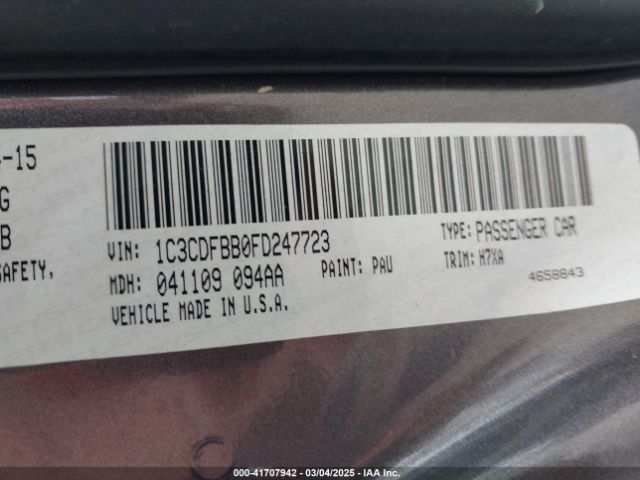 -15
G
B
SAFETY,
VIN: 1C3CDFBB0FD247723
TYPE: PASSENGER CAR
MDH: 041109 094AA
PAINT: PAU
TRIM: H7XA
VEHICLE MADE IN U.S.A.
4658843
000-41707942 | 03/04/2025 | IAA Inc.